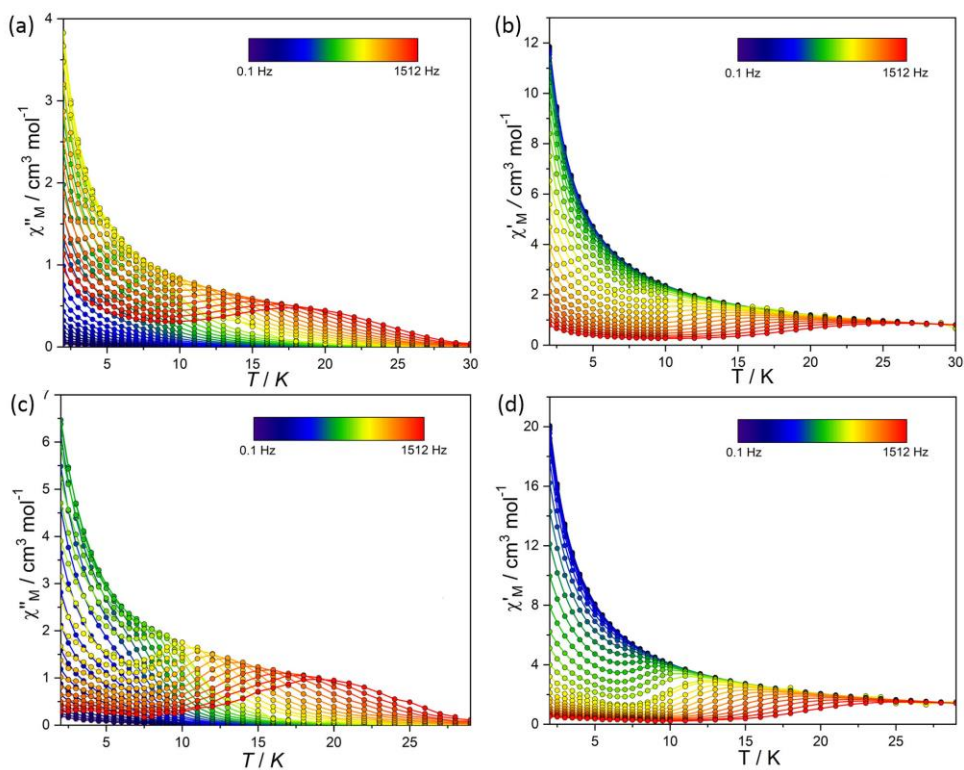 (a)
4
3
2
1
0
χ"M / cm³ mol⁻¹
0.1 Hz
1512 Hz
5 10 15 20 25 30
T / K
(b)
12
10
8
6
4
2
0
χ'M / cm³ mol⁻¹
0.1 Hz
1512 Hz
5 10 15 20 25 30
T / K
(c)
7
6
5
4
3
2
1
0
χ"M / cm³ mol⁻¹
0.1 Hz
1512 Hz
5 10 15 20 25
T / K
(d)
20
16
12
8
4
0
χ'M / cm³ mol⁻¹
0.1 Hz
1512 Hz
5 10 15 20 25
T / K